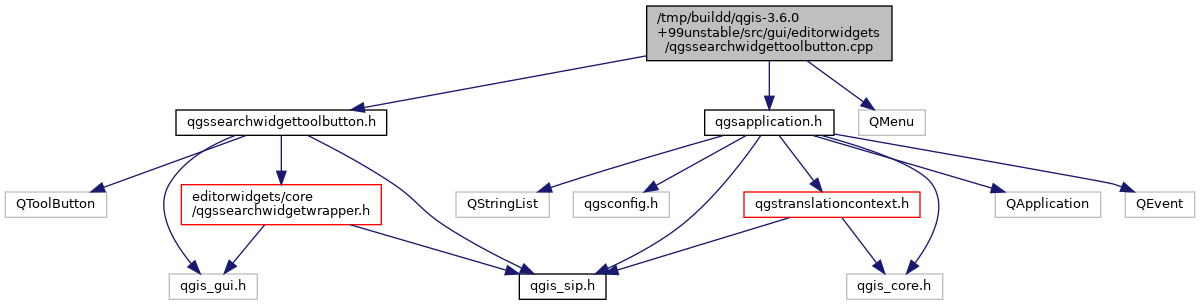 /tmp/buildd/qgis-3.6.0
+99unstable/src/gui/editorwidgets
/qgssearchwidgettoolbutton.cpp
qgssearchwidgettoolbutton.h
qgsapplication.h
QMenu
QToolButton
editorwidgets/core
/qgssearchwidgetwrapper.h
QStringList
qgsconfig.h
qgstranslationcontext.h
QApplication
QEvent
qgis_gui.h
qgis_sip.h
qgis_core.h